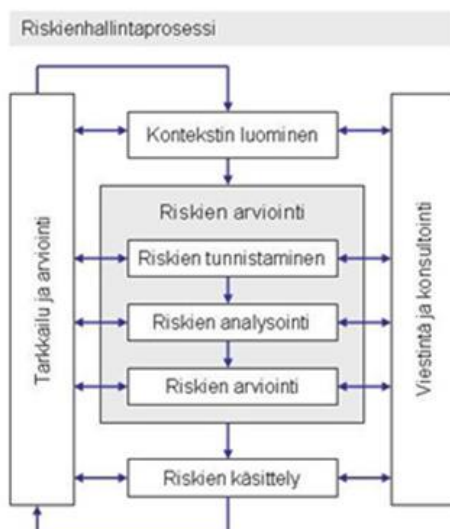 Riskienhallintaprosessi
Kontekstin luominen
Riskien arviointi
Riskien tunnistaminen
Riskien analysointi
Riskien arviointi
Riskien käsittely
Tarkkailu ja arviointi
Viestintä ja konsultointi